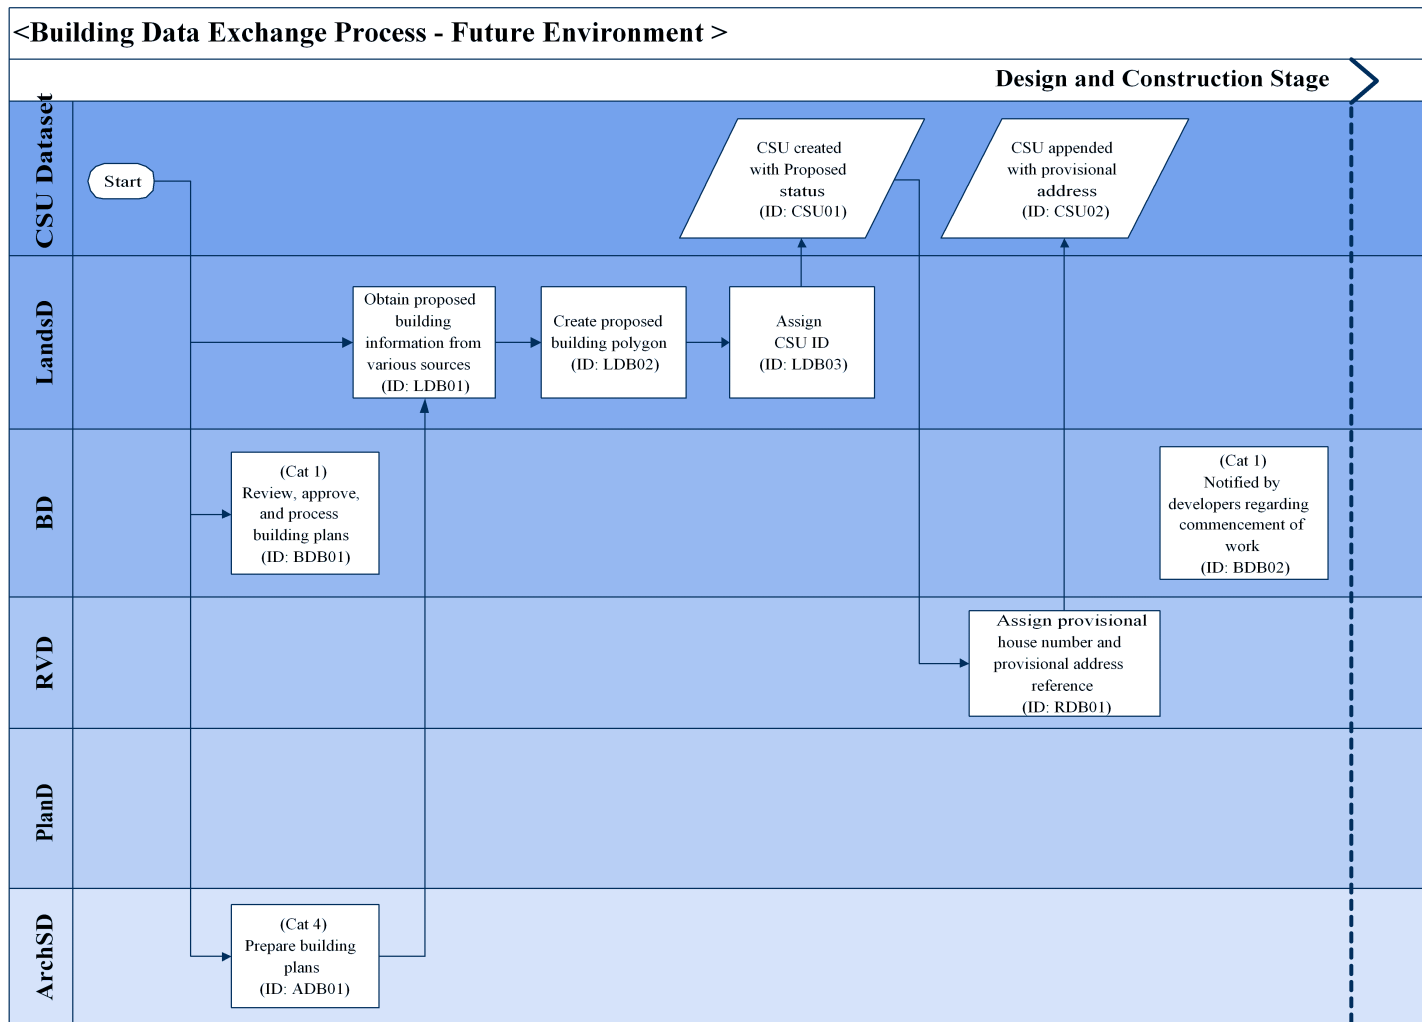 <Building Data Exchange Process - Future Environment >
Design and Construction Stage
CSU Dataset
Start
CSU created
with Proposed
status
(ID: CSU01)
CSU appended
with provisional
address
(ID: CSU02)
LandsD
Obtain proposed
building
information from
various sources
(ID: LDB01)
Create proposed
building polygon
(ID: LDB02)
Assign
CSU ID
(ID: LDB03)
BD
(Cat 1)
Review, approve,
and process
building plans
(ID: BDB01)
(Cat 1)
Notified by
developers regarding
commencement of
work
(ID: BDB02)
RVD
Assign provisional
house number and
provisional address
reference
(ID: RDB01)
PlanD
ArchSD
(Cat 4)
Prepare building
plans
(ID: ADB01)